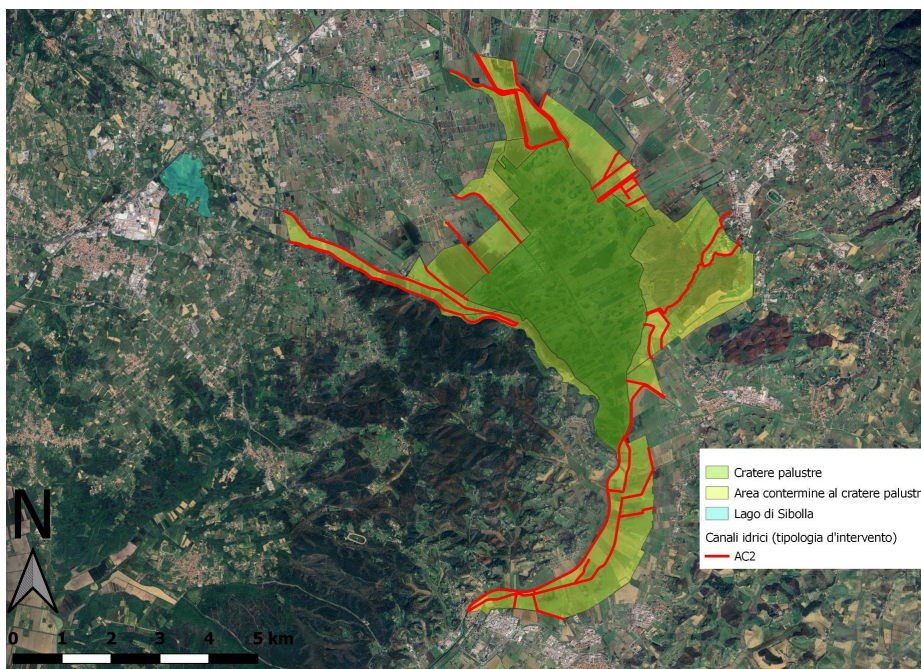 Cratere palustre
Area contermine al cratere palustr
Lago di Sibolla
Canali idrici (tipologia d'intervento)
AC2
N
0 1 2 3 4 5 km